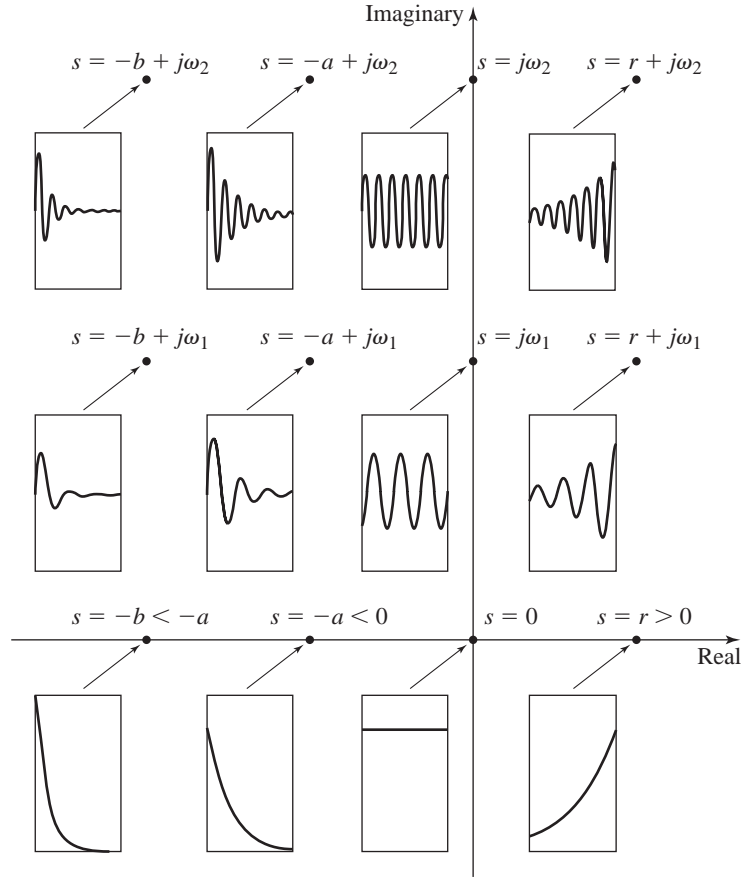 Imaginary
s = −b + jω₂
s = −a + jω₂
s = jω₂
s = r + jω₂
s = −b + jω₁
s = −a + jω₁
s = jω₁
s = r + jω₁
s = −b < −a
s = −a < 0
s = 0
s = r > 0
Real